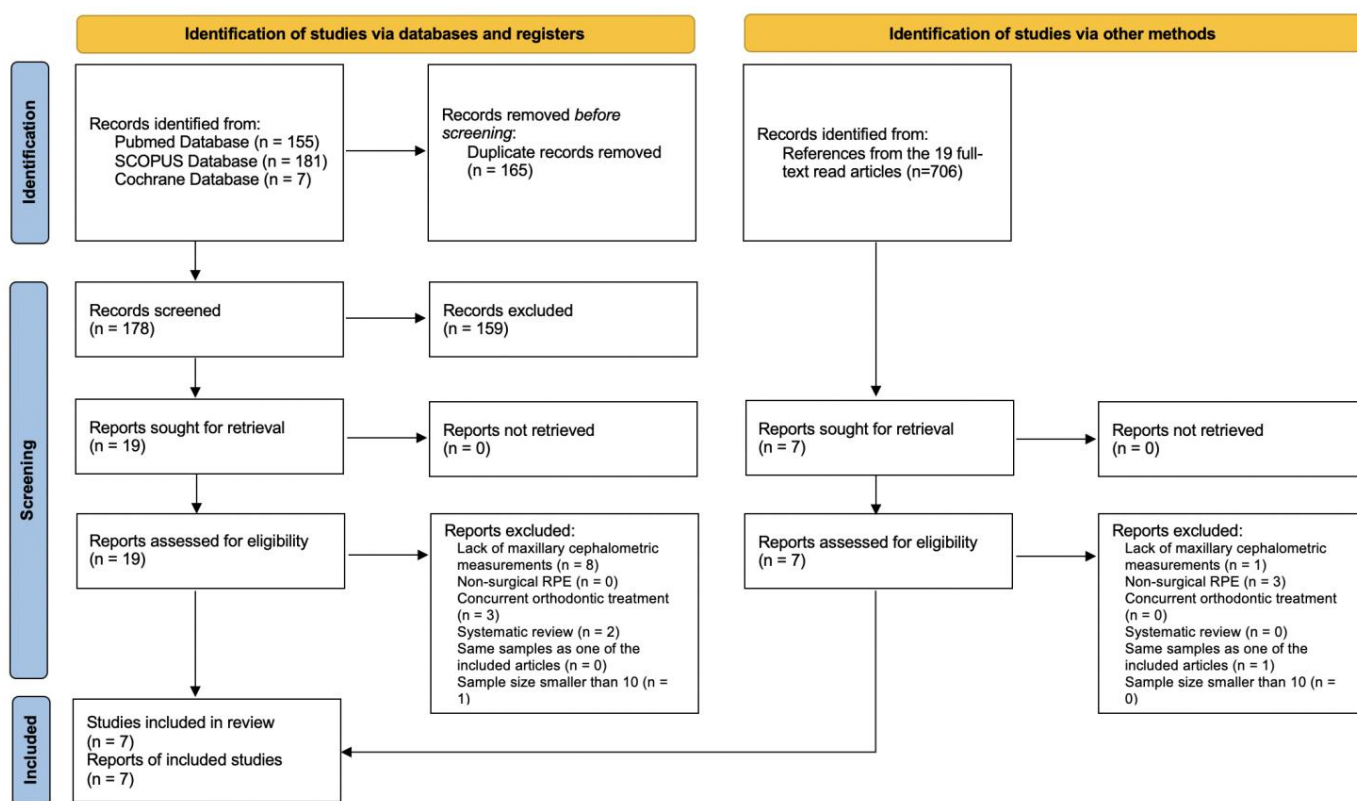 Identification of studies via databases and registers
Identification of studies via other methods
Identification
Records identified from:
Pubmed Database (n = 155)
SCOPUS Database (n = 181)
Cochrane Database (n = 7)
Records removed before
screening:
Duplicate records removed
(n = 165)
Records identified from:
References from the 19 full-
text read articles (n=706)
Screening
Records screened
(n = 178)
Records excluded
(n = 159)
Reports sought for retrieval
(n = 19)
Reports not retrieved
(n = 0)
Reports sought for retrieval
(n = 7)
Reports not retrieved
(n = 0)
Reports assessed for eligibility
(n = 19)
Reports excluded:
Lack of maxillary cephalometric
measurements (n = 8)
Non-surgical RPE (n = 0)
Concurrent orthodontic treatment
(n = 3)
Systematic review (n = 2)
Same samples as one of the
included articles (n = 0)
Sample size smaller than 10 (n =
1)
Reports assessed for eligibility
(n = 7)
Reports excluded:
Lack of maxillary cephalometric
measurements (n = 1)
Non-surgical RPE (n = 3)
Concurrent orthodontic treatment
(n = 0)
Systematic review (n = 0)
Same samples as one of the
included articles (n = 1)
Sample size smaller than 10 (n =
0)
Included
Studies included in review
(n = 7)
Reports of included studies
(n = 7)